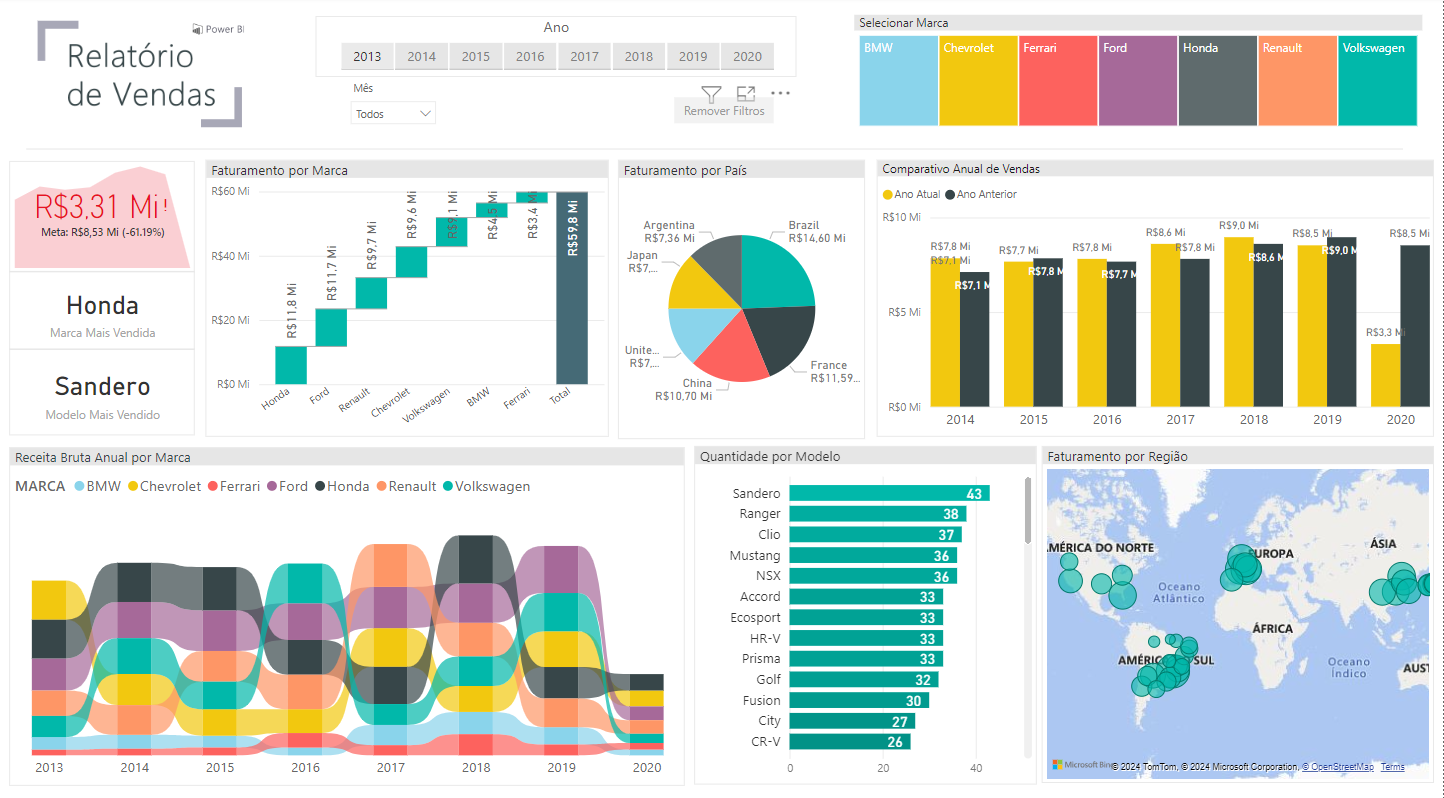 Power BI
Relatório
de Vendas
Ano
2013 2014 2015 2016 2017 2018 2019 2020
Mês
Todos
Remover Filtros
Selecionar Marca
BMW Chevrolet Ferrari Ford Honda Renault Volkswagen
R$3,31 Mi!
Meta: R$8,53 Mi (-61.19%)
Honda
Marca Mais Vendida
Sandero
Modelo Mais Vendido
Faturamento por Marca
R$60 Mi
R$40 Mi
R$20 Mi
R$0 Mi
R$11,8 Mi
R$11,7 Mi
R$9,7 Mi
R$9,6 Mi
R$9,1 Mi
R$4,5 Mi
R$3,4 Mi
R$59,8 Mi
Honda Ford Renault Chevrolet Volkswagen BMW Ferrari Total
Faturamento por País
Argentina
R$7,36 Mi
Brazil
R$14,60 Mi
Japan
R$7,...
Unite...
R$7,...
France
R$11,59...
China
R$10,70 Mi
Comparativo Anual de Vendas
Ano Atual Ano Anterior
R$10 Mi
R$5 Mi
R$0 Mi
R$7,8 Mi R$7,7 Mi R$7,8 Mi R$8,6 Mi R$9,0 Mi R$8,5 Mi R$3,3 Mi
R$7,1 Mi R$7,1 M R$7,8 M R$7,7 M R$7,8 Mi R$8,6 M R$9,0 M R$8,5 Mi
2014 2015 2016 2017 2018 2019 2020
Receita Bruta Anual por Marca
MARCA BMW Chevrolet Ferrari Ford Honda Renault Volkswagen
2013 2014 2015 2016 2017 2018 2019 2020
Quantidade por Modelo
Sandero 43
Ranger 38
Clio 37
Mustang 36
NSX 36
Accord 33
Ecosport 33
HR-V 33
Prisma 33
Golf 32
Fusion 30
City 27
CR-V 26
0 20 40
Faturamento por Região
AMÉRICA DO NORTE
EUROPA
ÁSIA
Oceano
Atlântico
ÁFRICA
AMÉRIC SUL
Oceano
Índico
AUST
Microsoft Bing
© 2024 TomTom, © 2024 Microsoft Corporation, © OpenStreetMap Terms